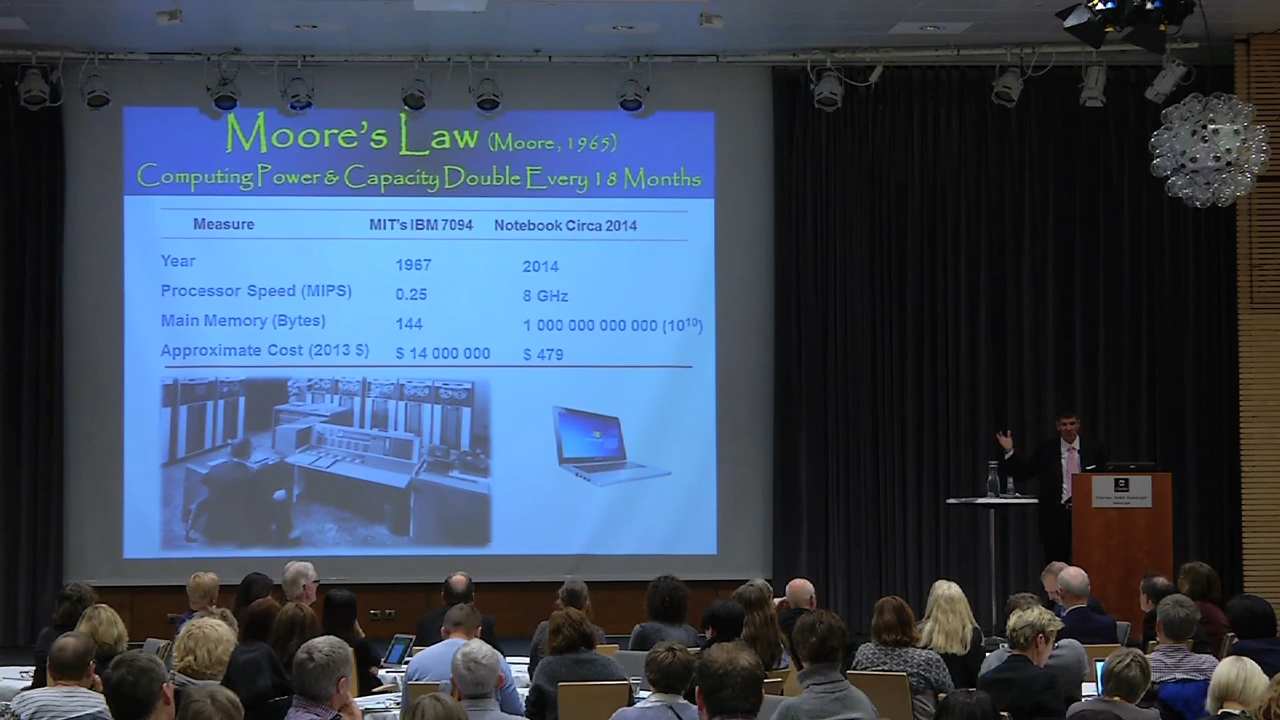 Moore's Law (Moore, 1965)
Computing Power & Capacity Double Every 18 Months
Measure MIT's IBM 7094 Notebook Circa 2014
Year 1967 2014
Processor Speed (MIPS) 0.25 8 GHz
Main Memory (Bytes) 144 1 000 000 000 000 (10¹⁰)
Approximate Cost (2013 $) $ 14 000 000 $ 479